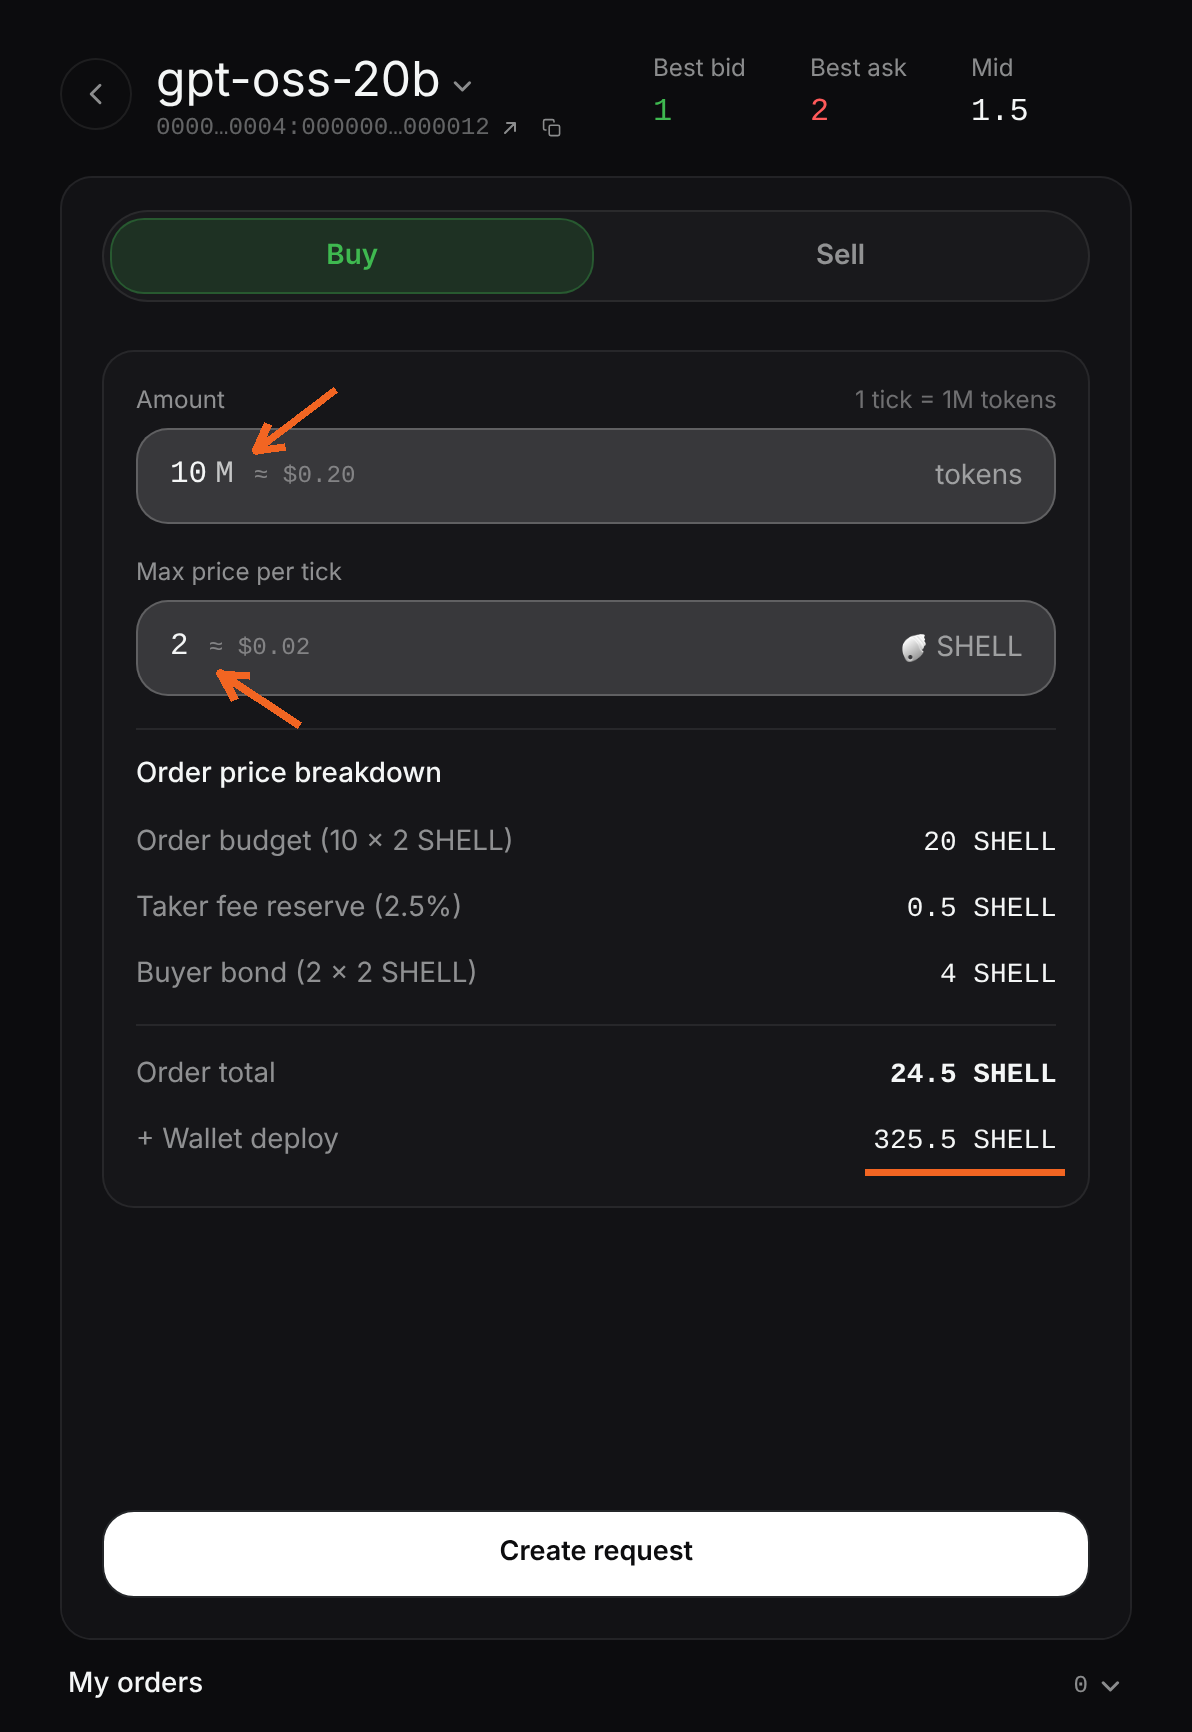 gpt-oss-20b
0000…0004:000000…000012
Best bid
1
Best ask
2
Mid
1.5
Buy
Sell
Amount
1 tick = 1M tokens
10 M ≈ $0.20
tokens
Max price per tick
2 ≈ $0.02
SHELL
Order price breakdown
Order budget (10 × 2 SHELL)
20 SHELL
Taker fee reserve (2.5%)
0.5 SHELL
Buyer bond (2 × 2 SHELL)
4 SHELL
Order total
24.5 SHELL
+ Wallet deploy
325.5 SHELL
Create request
My orders
0